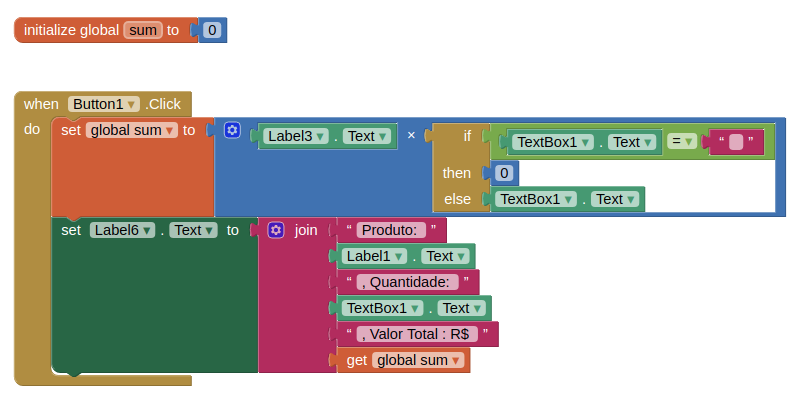 initialize global sum to 0
when Button1 .Click
do set global sum to Label3 . Text × if TextBox1 . Text = “ ”
then 0
else TextBox1 . Text
set Label6 . Text to join “ Produto: ”
Label1 . Text
“ , Quantidade: ”
TextBox1 . Text
“ , Valor Total : R$ ”
get global sum